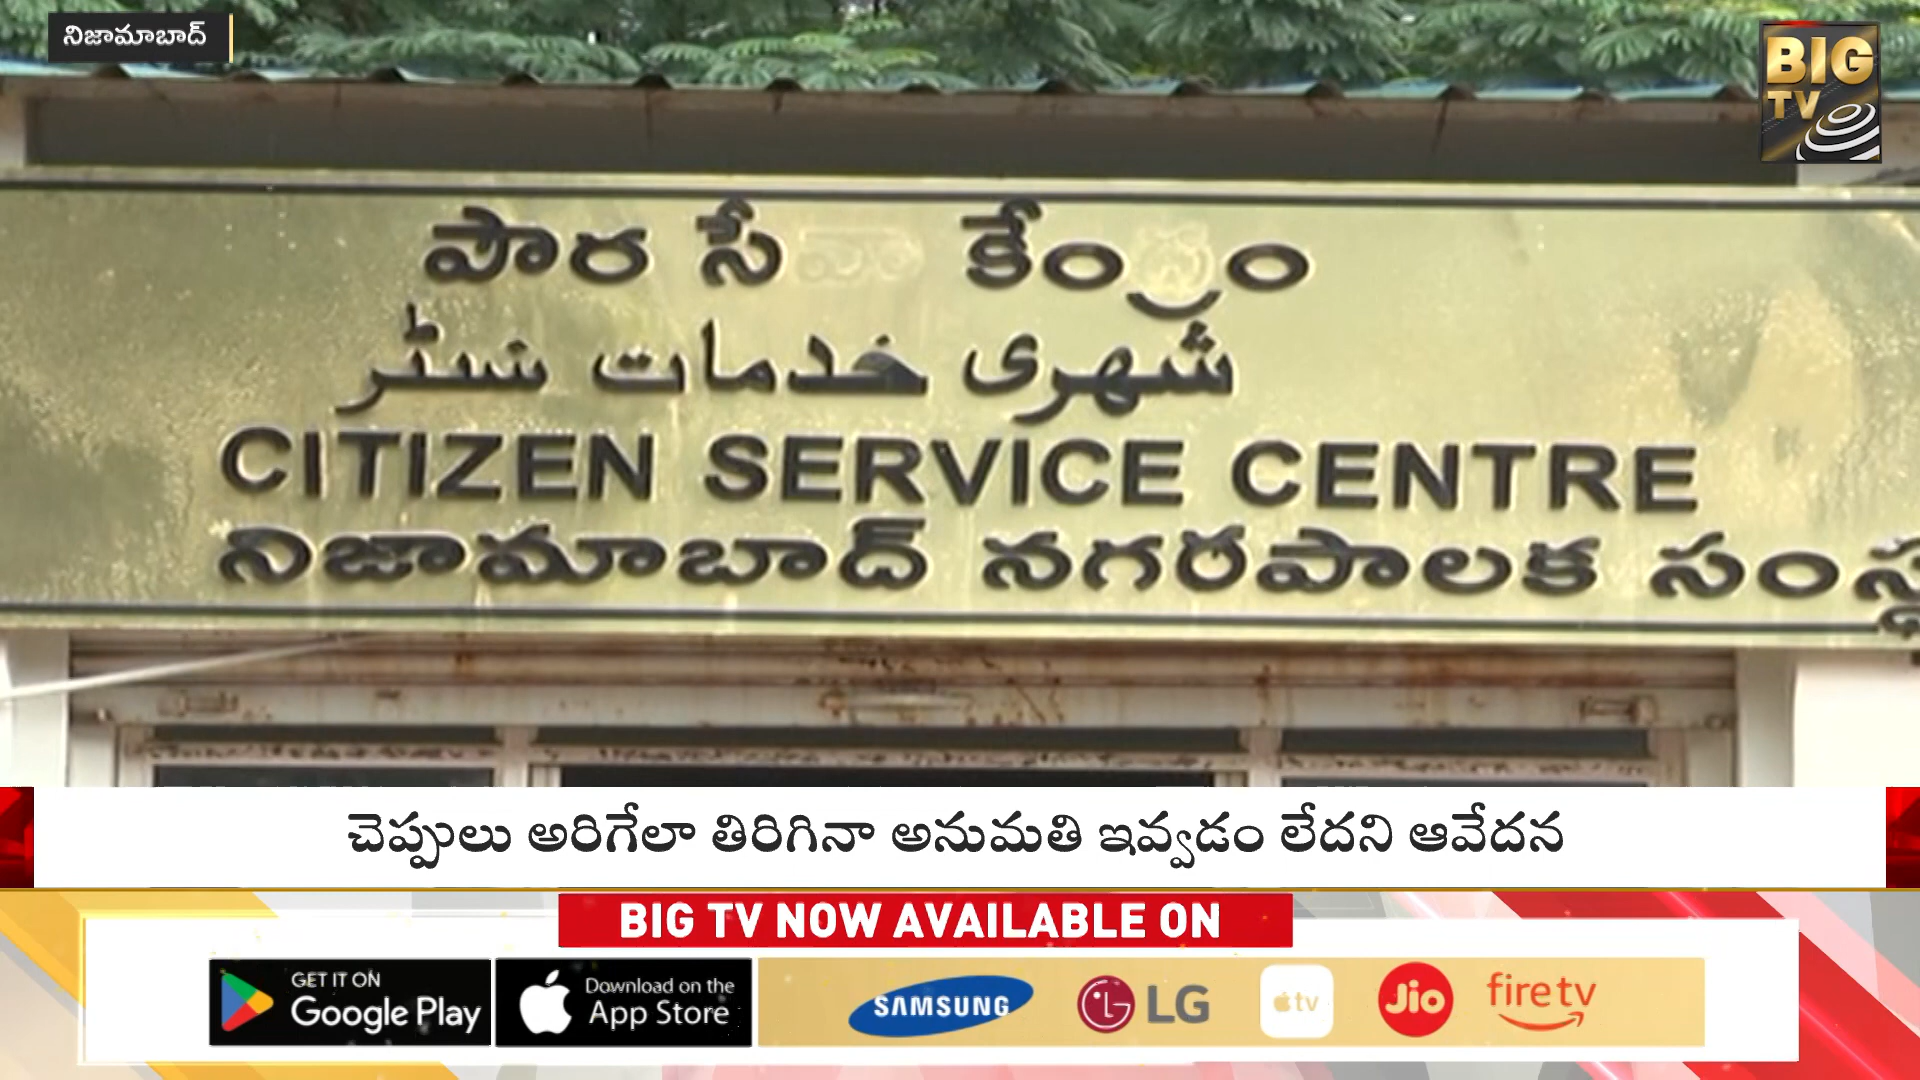 నిజామాబాద్
BIG
TV
పౌర సే కేంద్రం
شہری خدمات سنٹر
CITIZEN SERVICE CENTRE
నిజామాబాద్ నగరపాలక
చెప్పులు అరిగేలా తిరిగినా అనుమతి ఇవ్వడం లేదని ఆవేదన
BIG TV NOW AVAILABLE ON
GET IT ON
Google Play
Download on the
App Store
SAMSUNG
LG
tv
Jio
fire tv